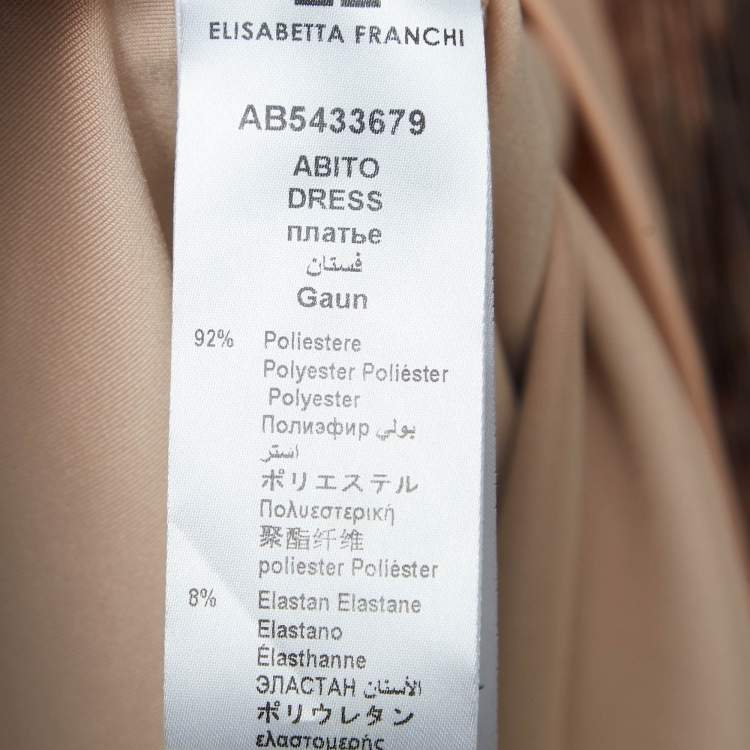 ELISABETTA FRANCHI
AB5433679
ABITO
DRESS
платье
فستان
Gaun
92% Poliestere
Polyester Poliéster
Polyester
Полиэфир بولي
استر
ポリエステル
Πολυεστερική
聚酯纤维
poliester Poliéster
8% Elastan Elastane
Elastano
Élasthanne
ЭЛАСТАН الأستان
ポリウレタン
ελαστομερής